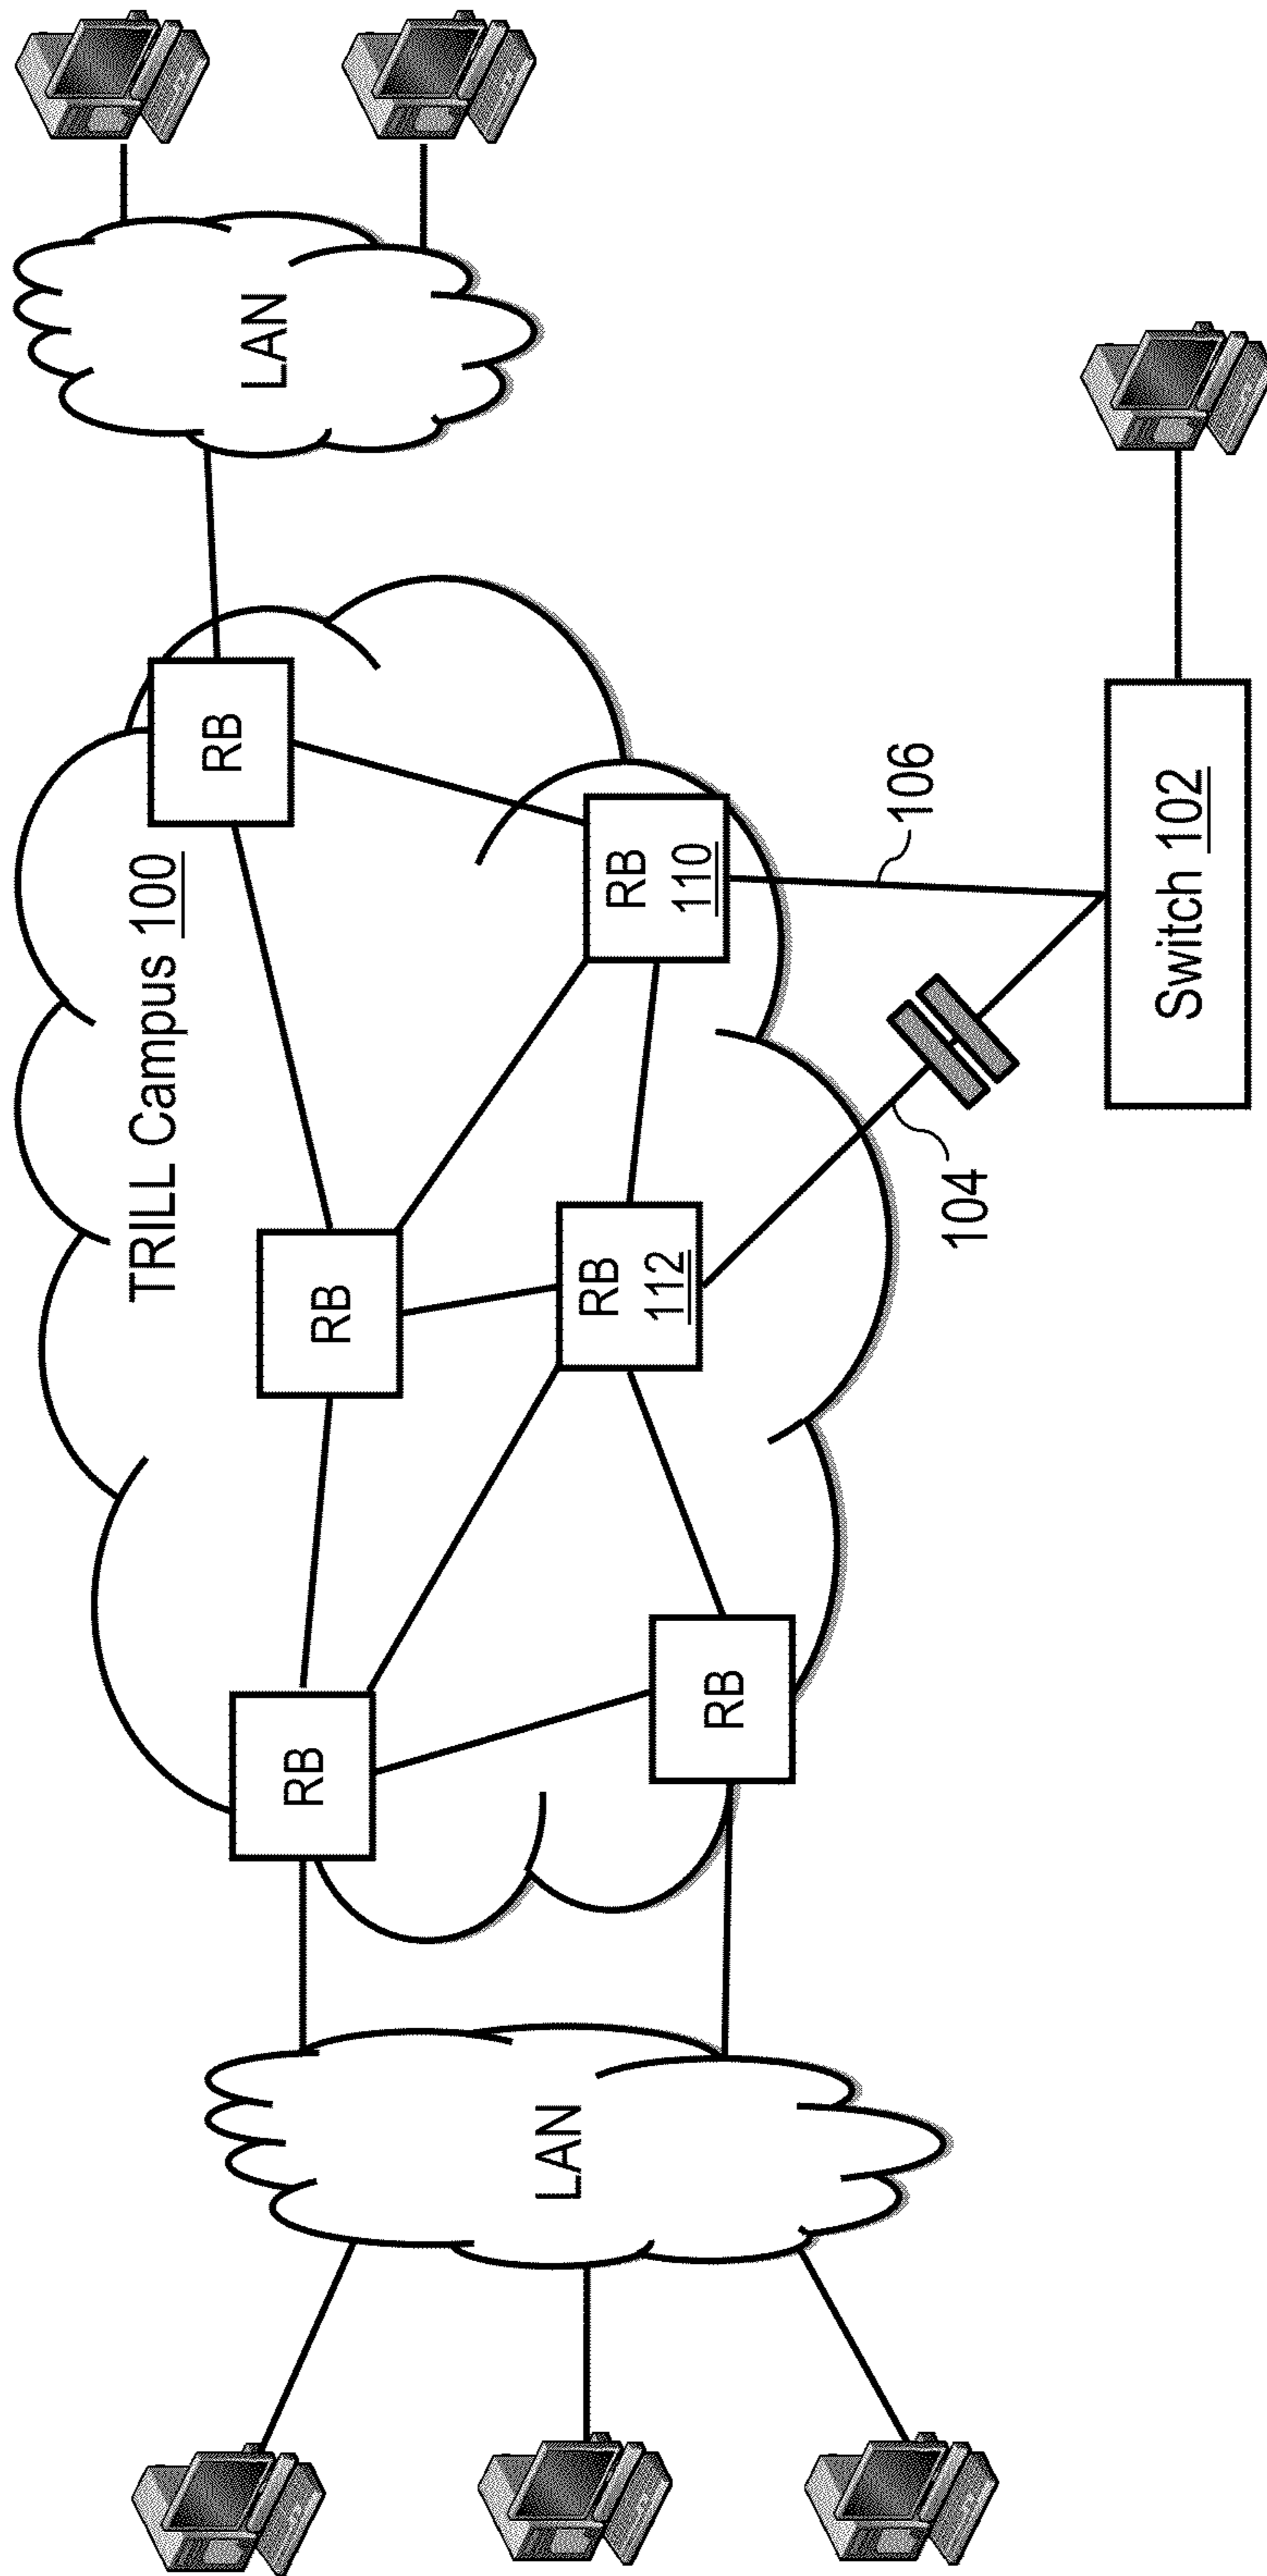 TRILL Campus 100
LAN
RB
RB
RB
RB
112
RB
110
RB
LAN
104
106
Switch 102